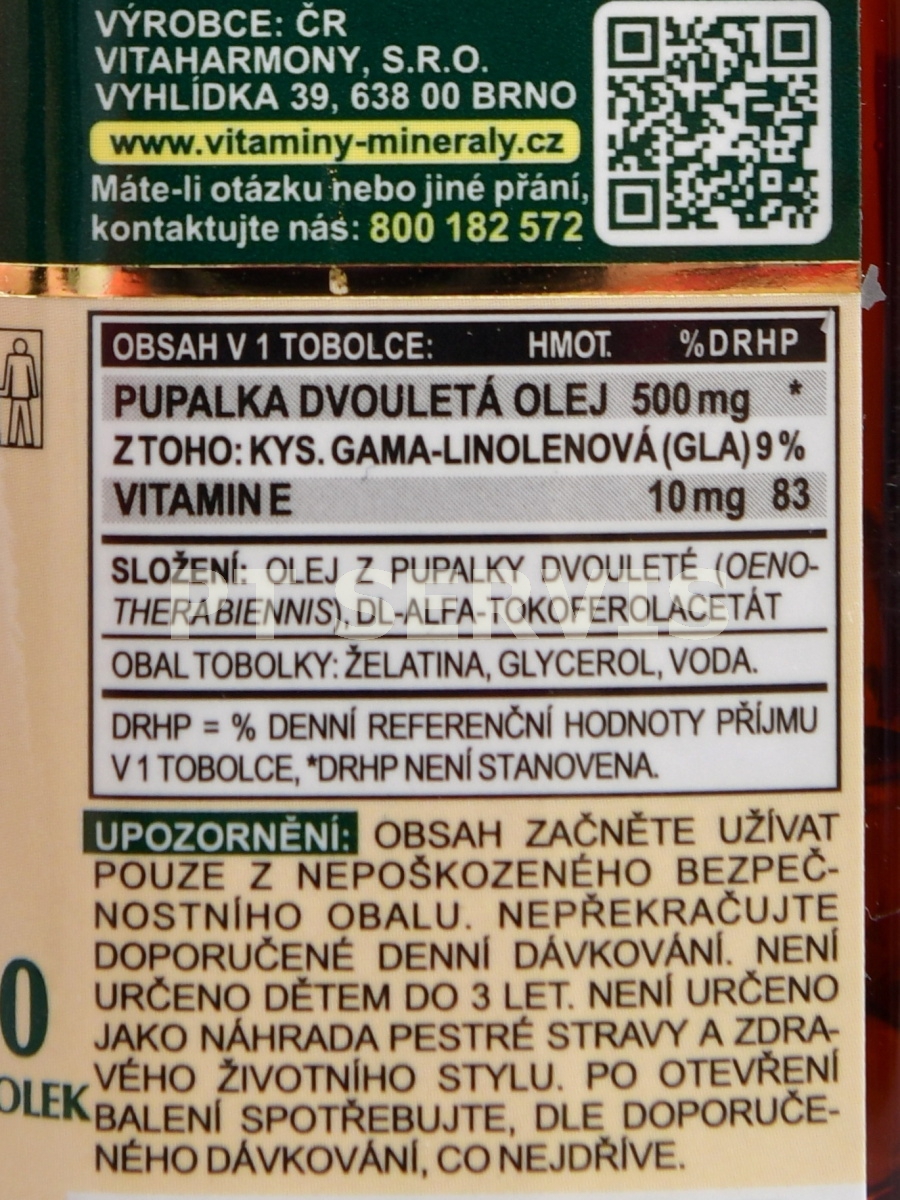 VÝROBCE: ČR
VITAHARMONY, S.R.O.
VYHLÍDKA 39, 638 00 BRNO
www.vitaminy-mineraly.cz
Máte-li otázku nebo jiné přání,
kontaktujte nás: 800 182 572
OBSAH V 1 TOBOLCE: HMOT. %DRHP
PUPALKA DVOULETÁ OLEJ 500 mg *
Z TOHO: KYS. GAMA-LINOLENOVÁ (GLA) 9 %
VITAMIN E 10 mg 83
SLOŽENÍ: OLEJ Z PUPALKY DVOULETÉ (OENO-
THERA BIENNIS), DL-ALFA-TOKOFEROLACETÁT
PT SERVIS
OBAL TOBOLKY: ŽELATINA, GLYCEROL, VODA.
DRHP = % DENNÍ REFERENČNÍ HODNOTY PŘÍJMU
V 1 TOBOLCE, *DRHP NENÍ STANOVENA.
UPOZORNĚNÍ: OBSAH ZAČNĚTE UŽÍVAT
POUZE Z NEPOŠKOZENÉHO BEZPEČ-
NOSTNÍHO OBALU. NEPŘEKRAČUJTE
DOPORUČENÉ DENNÍ DÁVKOVÁNÍ. NENÍ
URČENO DĚTEM DO 3 LET. NENÍ URČENO
JAKO NÁHRADA PESTRÉ STRAVY A ZDRA-
VÉHO ŽIVOTNÍHO STYLU. PO OTEVŘENÍ
BALENÍ SPOTŘEBUJTE, DLE DOPORUČE-
NÉHO DÁVKOVÁNÍ, CO NEJDŘÍVE.
0
OLEK